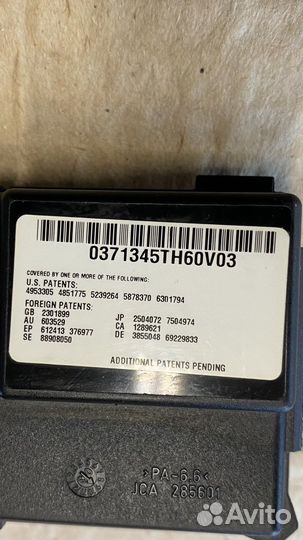 0371345TH60V03
COVERED BY ONE OR MORE OF THE FOLLOWING:
U.S. PATENTS:
4953305 4851775 5239264 5878370 6301794
FOREIGN PATENTS:
GB 2301899 JP 2504072 7504974
AU 603529 CA 1289621
EP 612413 376977 DE 3855048 69229833
SE 88908050
ADDITIONAL PATENTS PENDING
>PA-6,6<
JCA 285601
Avito